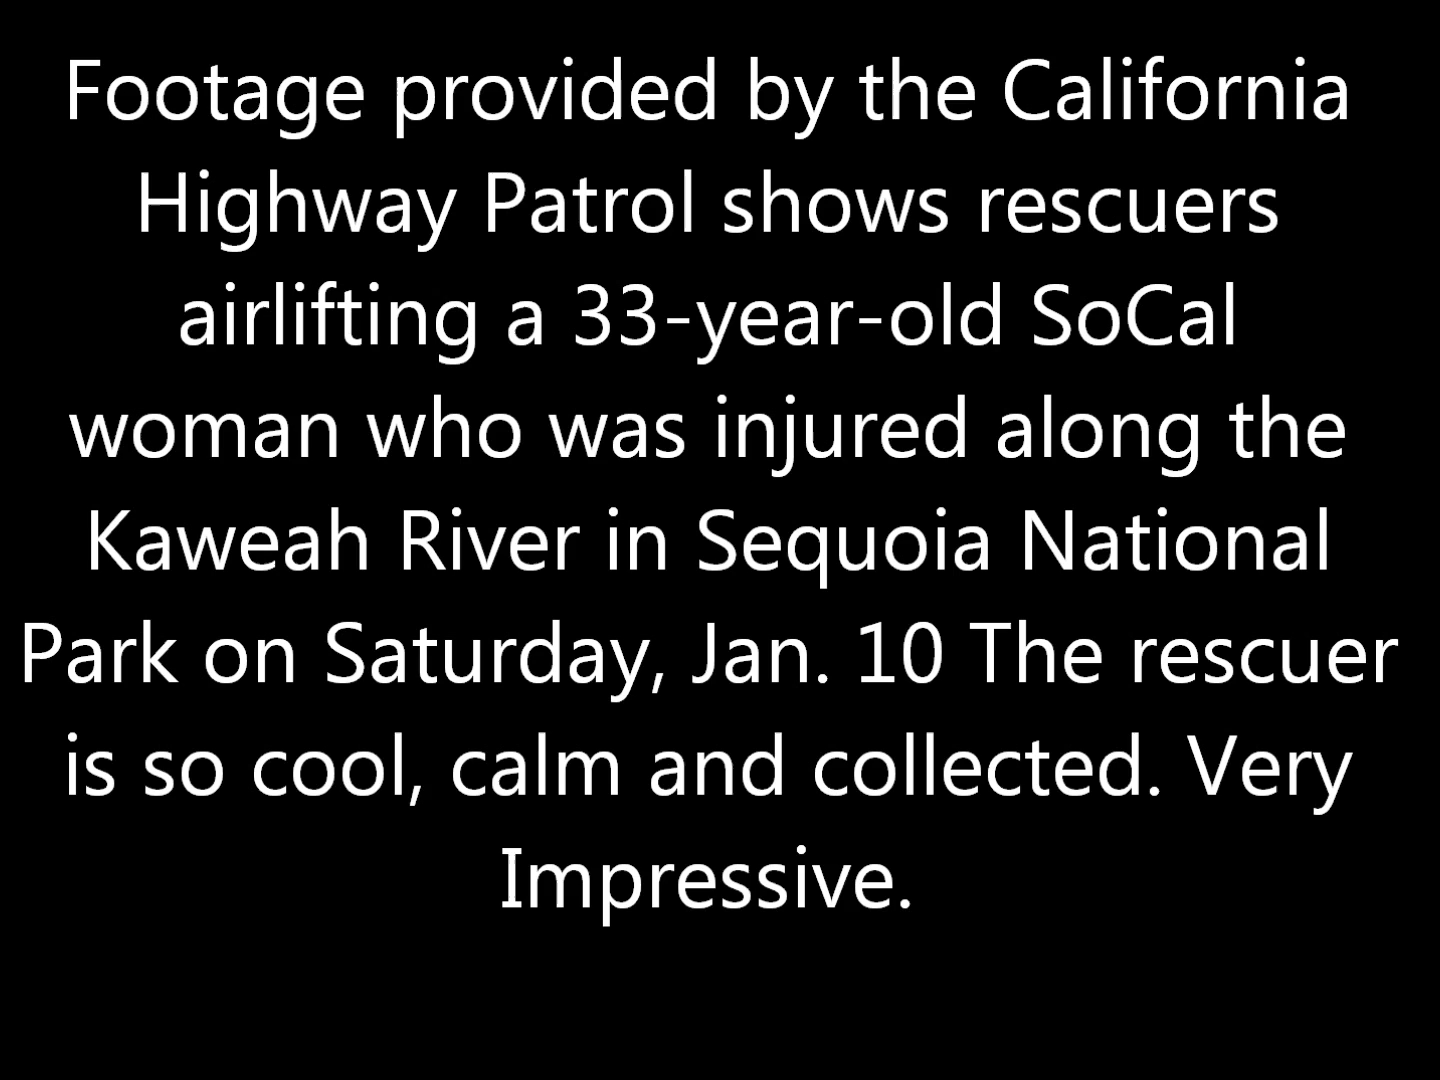 Footage provided by the California
Highway Patrol shows rescuers
airlifting a 33-year-old SoCal
woman who was injured along the
Kaweah River in Sequoia National
Park on Saturday, Jan. 10 The rescuer
is so cool, calm and collected. Very
Impressive.